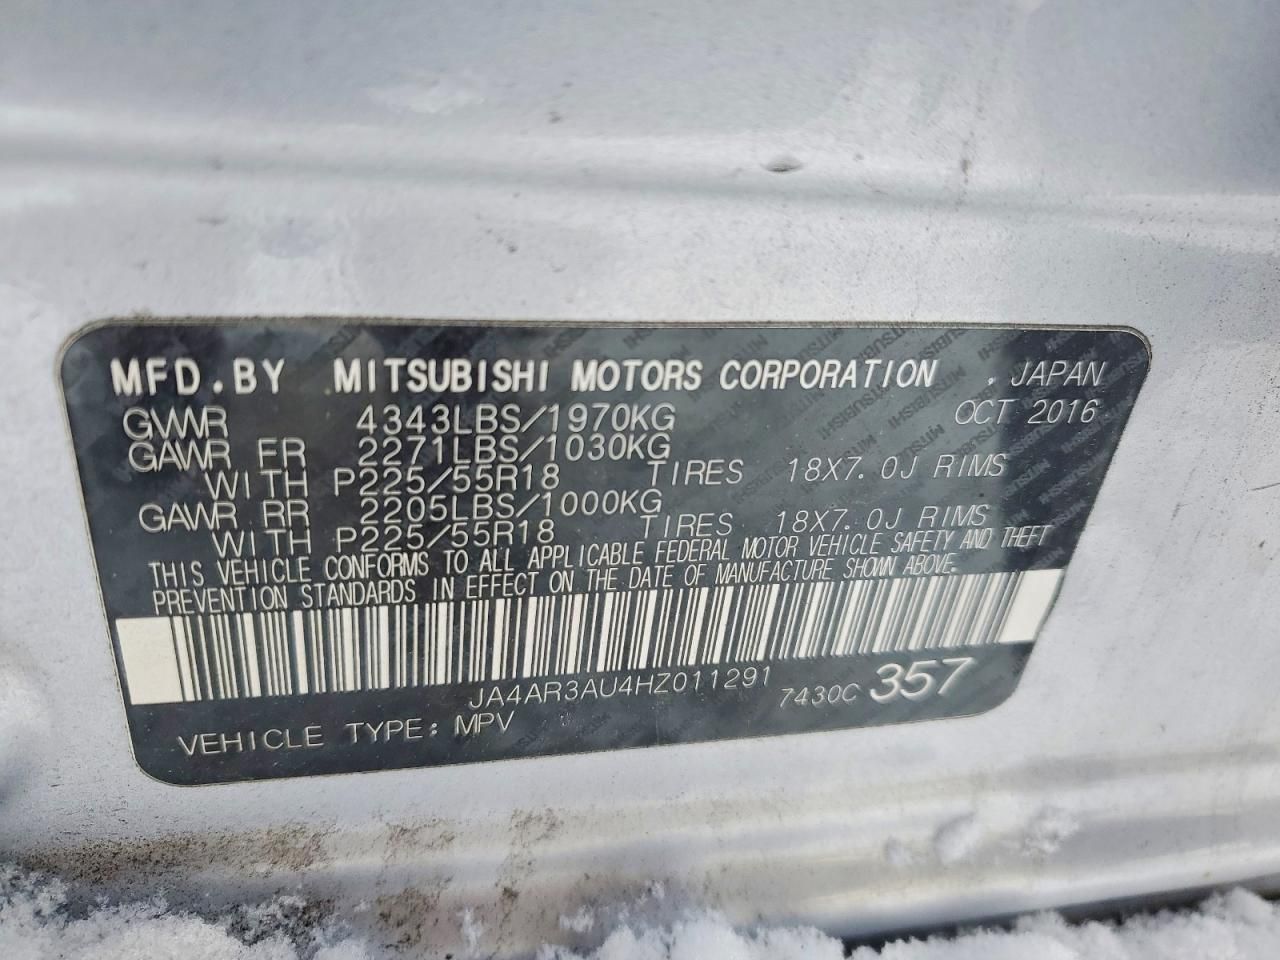 MFD.BY MITSUBISHI MOTORS CORPORATION . JAPAN
GVWR 4343LBS/1970KG OCT 2016
GAWR FR 2271LBS/1030KG
WITH P225/55R18 TIRES 18X7.0J RIMS
GAWR RR 2205LBS/1000KG
WITH P225/55R18 TIRES 18X7.0J RIMS
THIS VEHICLE CONFORMS TO ALL APPLICABLE FEDERAL MOTOR VEHICLE SAFETY AND THEFT
PREVENTION STANDARDS IN EFFECT ON THE DATE OF MANUFACTURE SHOWN ABOVE.
JA4AR3AU4HZ011291 7430C 357
VEHICLE TYPE: MPV